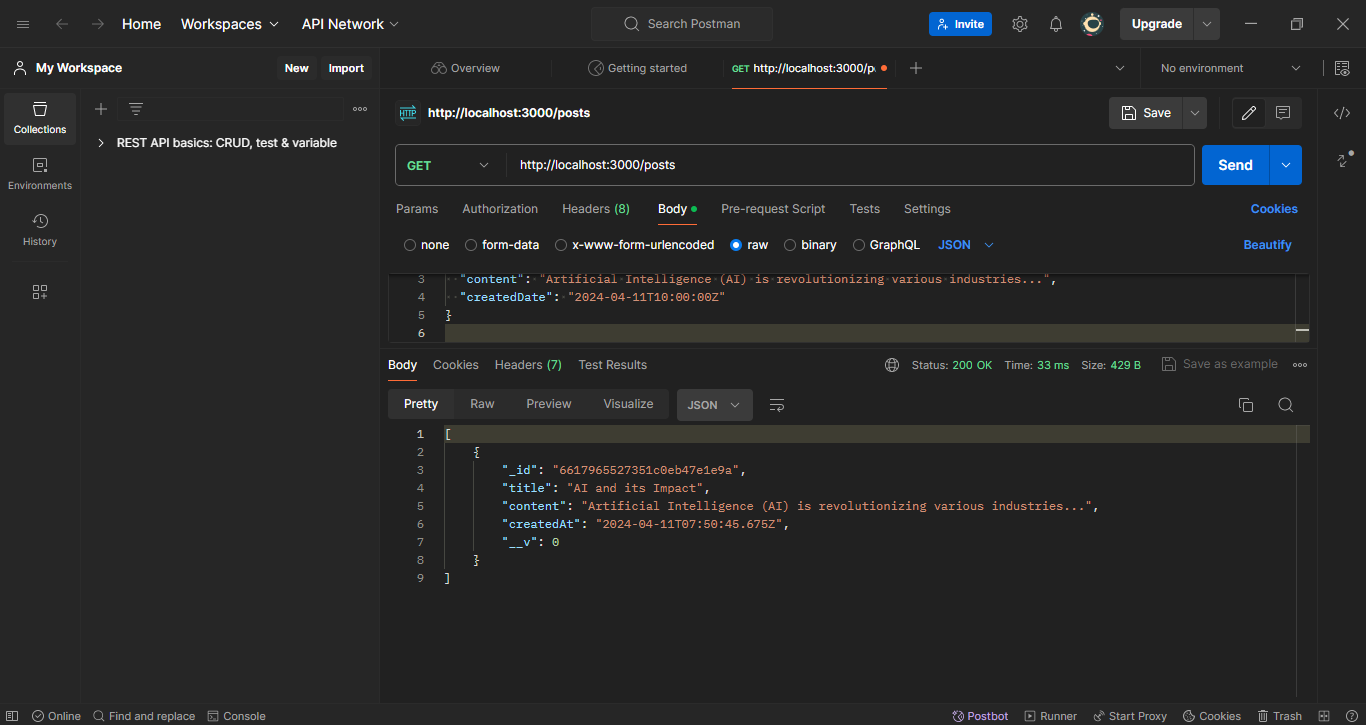 Home Workspaces API Network Search Postman Invite Upgrade
My Workspace New Import Overview Getting started GET http://localhost:3000/p No environment
Collections
Environments
History
REST API basics: CRUD, test & variable
HTTP http://localhost:3000/posts Save
GET http://localhost:3000/posts Send
Params Authorization Headers (8) Body Pre-request Script Tests Settings Cookies
none form-data x-www-form-urlencoded raw binary GraphQL JSON Beautify
3 "content": "Artificial Intelligence (AI) is revolutionizing various industries...",
4 "createdDate": "2024-04-11T10:00:00Z"
5 }
6
Body Cookies Headers (7) Test Results Status: 200 OK Time: 33 ms Size: 429 B Save as example
Pretty Raw Preview Visualize JSON
1 [
2 {
3 "_id": "6617965527351c0eb47e1e9a",
4 "title": "AI and its Impact",
5 "content": "Artificial Intelligence (AI) is revolutionizing various industries...",
6 "createdAt": "2024-04-11T07:50:45.675Z",
7 "__v": 0
8 }
9 ]
Online Find and replace Console Postbot Runner Start Proxy Cookies Trash